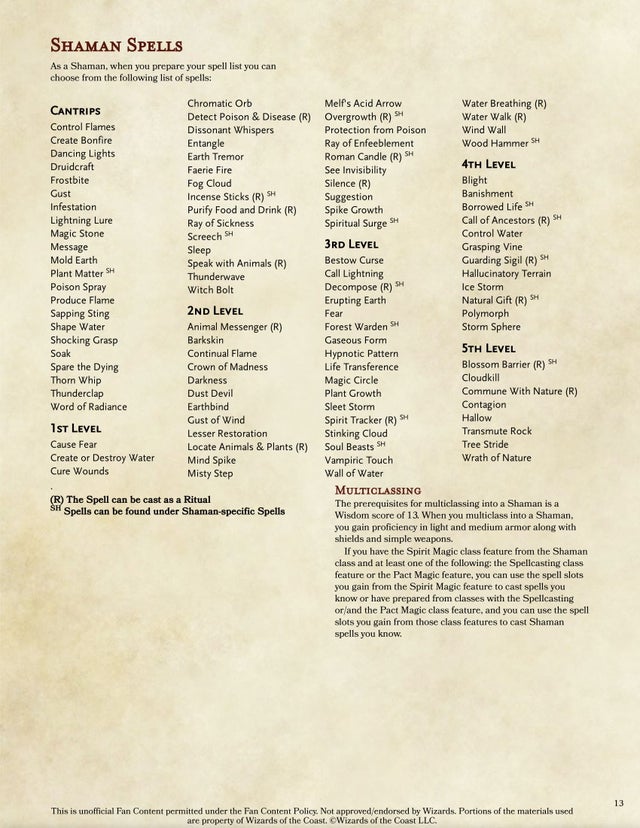 Shaman Spells
As a Shaman, when you prepare your spell list you can
choose from the following list of spells:
Cantrips
Control Flames
Create Bonfire
Dancing Lights
Druidcraft
Frostbite
Gust
Infestation
Lightning Lure
Magic Stone
Message
Mold Earth
Plant Matter SH
Poison Spray
Produce Flame
Sapping Sting
Shape Water
Shocking Grasp
Soak
Spare the Dying
Thorn Whip
Thunderclap
Word of Radiance
1st Level
Cause Fear
Create or Destroy Water
Cure Wounds
.
Chromatic Orb
Detect Poison & Disease (R)
Dissonant Whispers
Entangle
Earth Tremor
Faerie Fire
Fog Cloud
Incense Sticks (R) SH
Purify Food and Drink (R)
Ray of Sickness
Screech SH
Sleep
Speak with Animals (R)
Thunderwave
Witch Bolt
2nd Level
Animal Messenger (R)
Barkskin
Continual Flame
Crown of Madness
Darkness
Dust Devil
Earthbind
Gust of Wind
Lesser Restoration
Locate Animals & Plants (R)
Mind Spike
Misty Step
Melf's Acid Arrow
Overgrowth (R) SH
Protection from Poison
Ray of Enfeeblement
Roman Candle (R) SH
See Invisibility
Silence (R)
Suggestion
Spike Growth
Spiritual Surge SH
3rd Level
Bestow Curse
Call Lightning
Decompose (R) SH
Erupting Earth
Fear
Forest Warden SH
Gaseous Form
Hypnotic Pattern
Life Transference
Magic Circle
Plant Growth
Sleet Storm
Spirit Tracker (R) SH
Stinking Cloud
Soul Beasts SH
Vampiric Touch
Wall of Water
Water Breathing (R)
Water Walk (R)
Wind Wall
Wood Hammer SH
4th Level
Blight
Banishment
Borrowed Life SH
Call of Ancestors (R) SH
Control Water
Grasping Vine
Guarding Sigil (R) SH
Hallucinatory Terrain
Ice Storm
Natural Gift (R) SH
Polymorph
Storm Sphere
5th Level
Blossom Barrier (R) SH
Cloudkill
Commune With Nature (R)
Contagion
Hallow
Transmute Rock
Tree Stride
Wrath of Nature
(R) The Spell can be cast as a Ritual
SH Spells can be found under Shaman-specific Spells
Multiclassing
The prerequisites for multiclassing into a Shaman is a
Wisdom score of 13. When you multiclass into a Shaman,
you gain proficiency in light and medium armor along with
shields and simple weapons.
If you have the Spirit Magic class feature from the Shaman
class and at least one of the following: the Spellcasting class
feature or the Pact Magic feature, you can use the spell slots
you gain from the Spirit Magic feature to cast spells you
know or have prepared from classes with the Spellcasting
or/and the Pact Magic class feature, and you can use the spell
slots you gain from those class features to cast Shaman
spells you know.
13
This is unofficial Fan Content permitted under the Fan Content Policy. Not approved/endorsed by Wizards. Portions of the materials used
are property of Wizards of the Coast. ©Wizards of the Coast LLC.